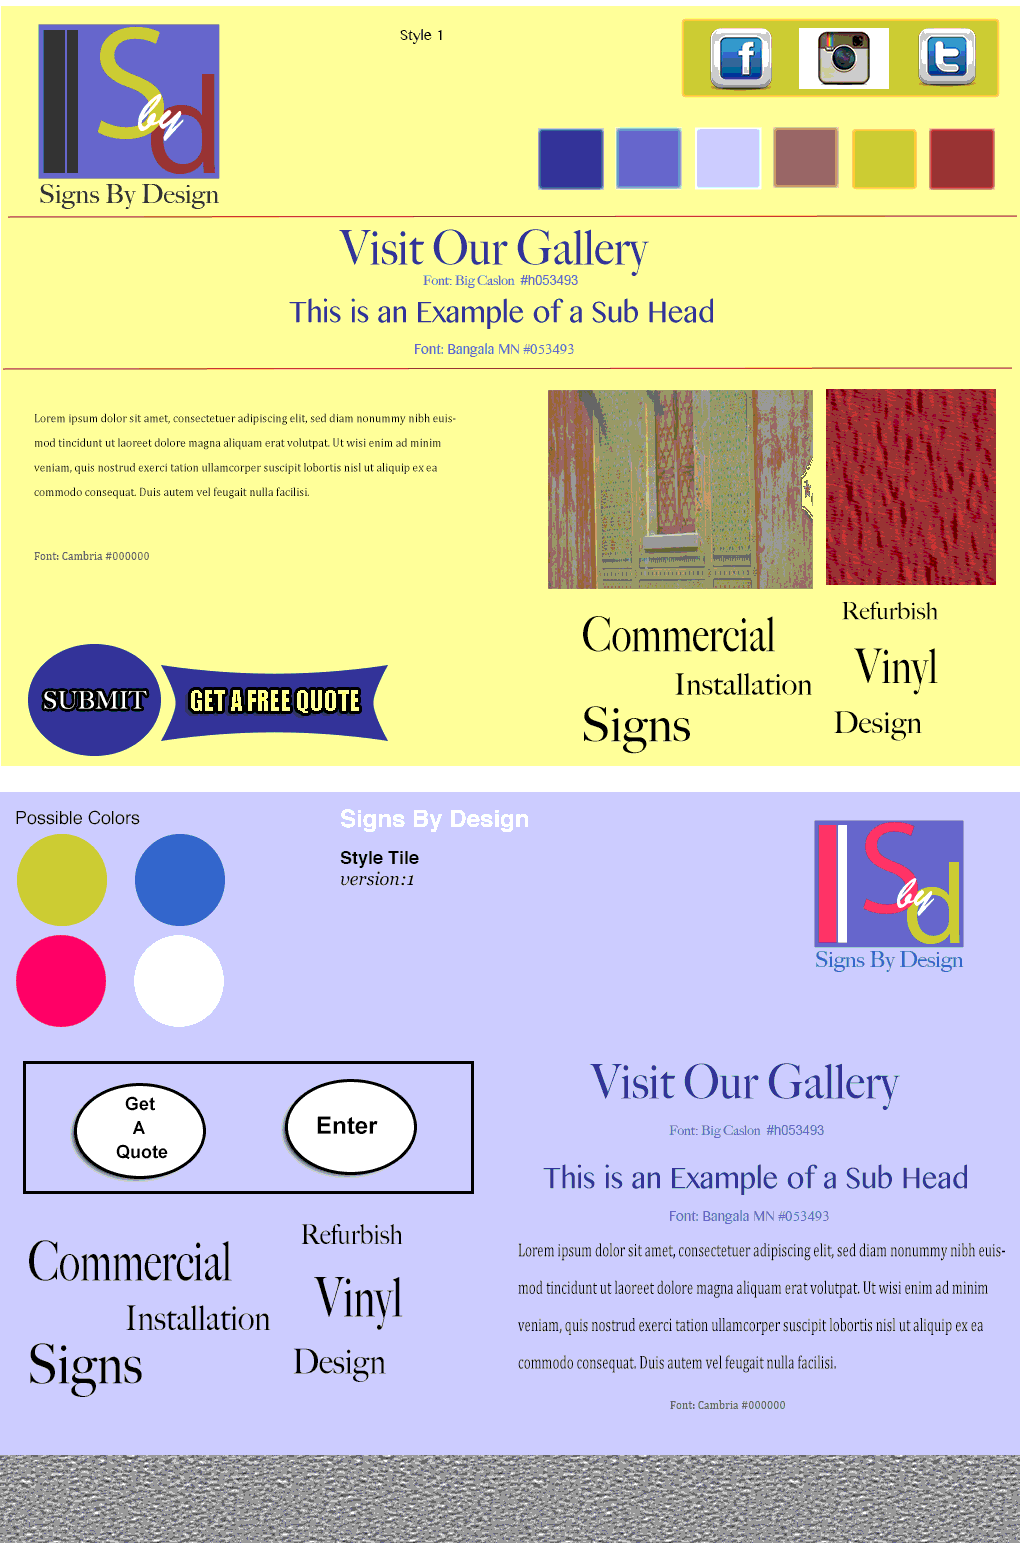 Style 1
S
by
d
Signs By Design
f
t
Visit Our Gallery
Font: Big Caslon #h053493
This is an Example of a Sub Head
Font: Bangala MN #053493
Lorem ipsum dolor sit amet, consectetuer adipiscing elit, sed diam nonummy nibh euis-
mod tincidunt ut laoreet dolore magna aliquam erat volutpat. Ut wisi enim ad minim
veniam, quis nostrud exerci tation ullamcorper suscipit lobortis nisl ut aliquip ex ea
commodo consequat. Duis autem vel feugait nulla facilisi.
Font: Cambria #000000
Commercial
Refurbish
Installation
Vinyl
Signs
Design
SUBMIT
GET A FREE QUOTE
Possible Colors
Signs By Design
Style Tile
version:1
S
by
d
Signs By Design
Get
A
Quote
Enter
Visit Our Gallery
Font: Big Caslon #h053493
This is an Example of a Sub Head
Font: Bangala MN #053493
Lorem ipsum dolor sit amet, consectetuer adipiscing elit, sed diam nonummy nibh euis-
mod tincidunt ut laoreet dolore magna aliquam erat volutpat. Ut wisi enim ad minim
veniam, quis nostrud exerci tation ullamcorper suscipit lobortis nisl ut aliquip ex ea
commodo consequat. Duis autem vel feugait nulla facilisi.
Font: Cambria #000000
Refurbish
Commercial
Vinyl
Installation
Signs
Design